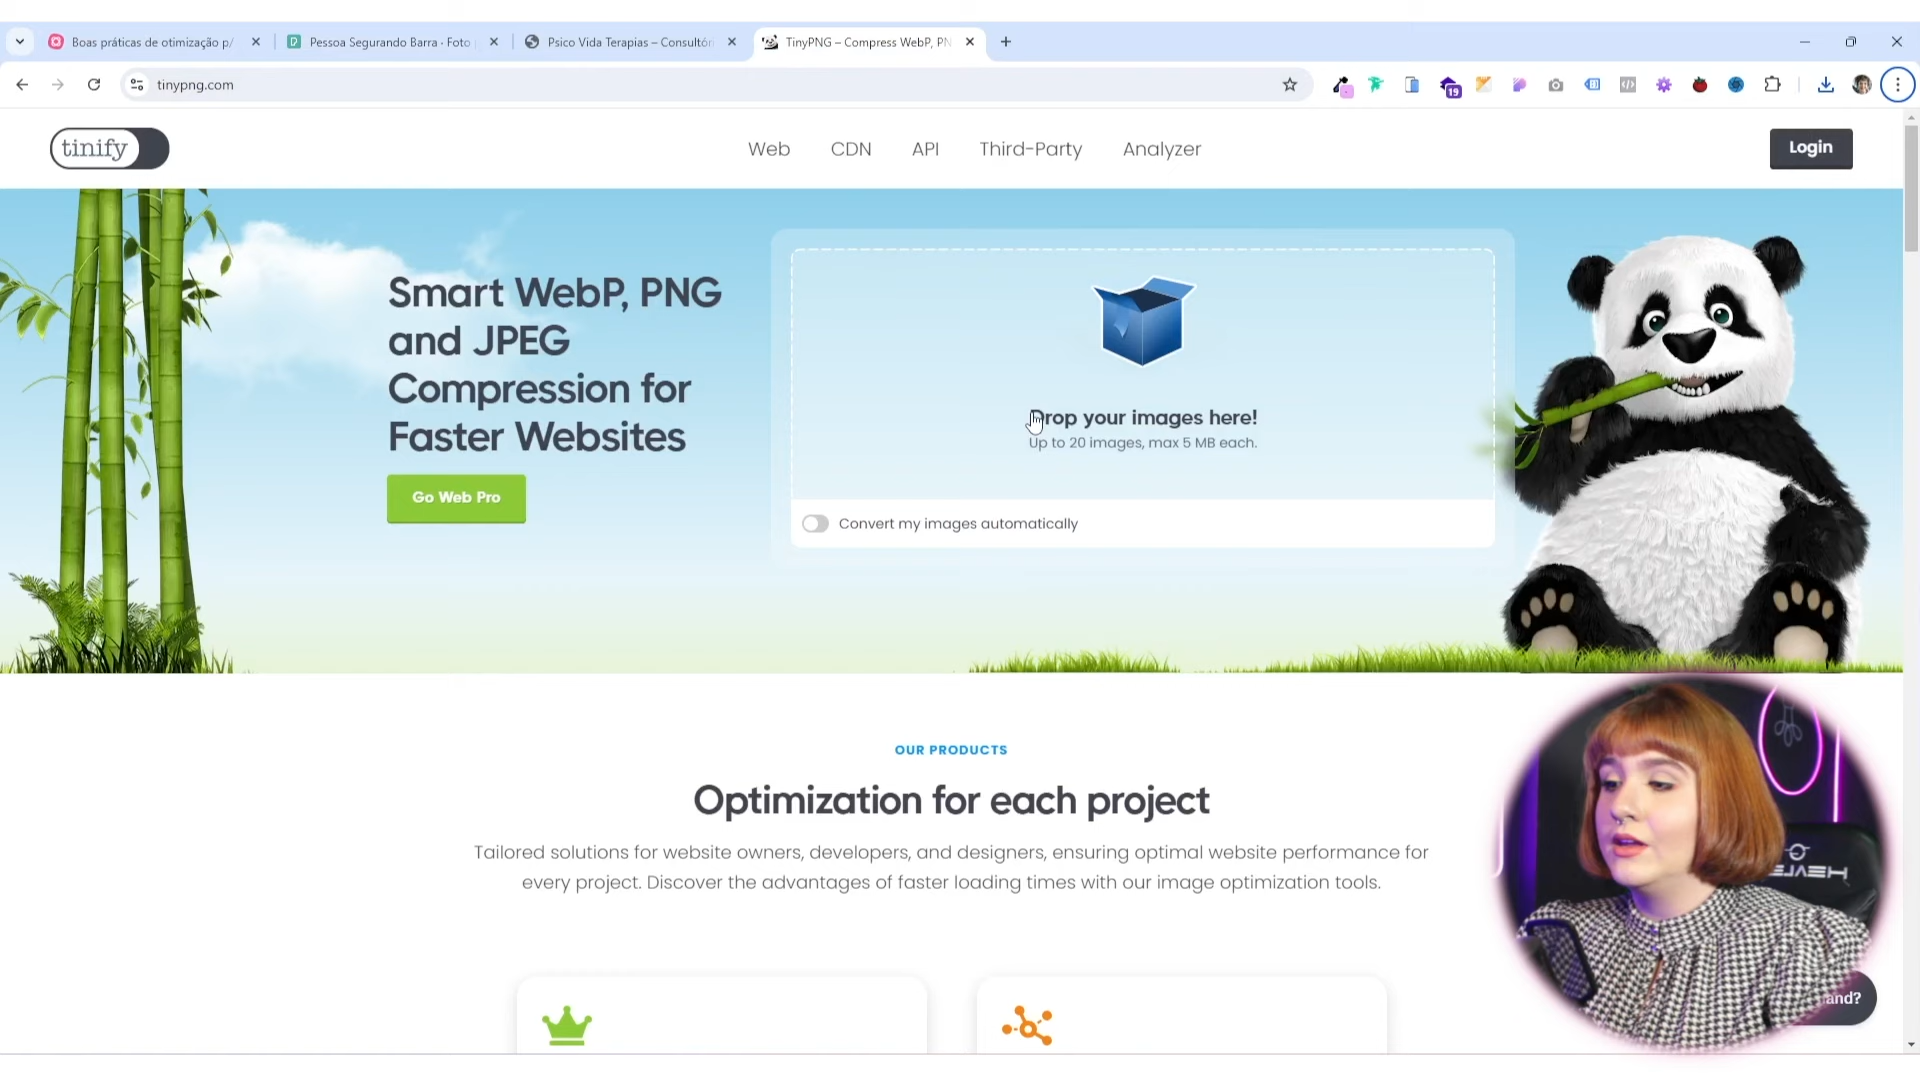 Boas práticas de otimização p/
Pessoa Segurando Barra · Foto
Psico Vida Terapias – Consultóri
TinyPNG – Compress WebP, PN
tinypng.com
19
tinify
Web
CDN
API
Third-Party
Analyzer
Login
Smart WebP, PNG
and JPEG
Compression for
Faster Websites
Go Web Pro
Drop your images here!
Up to 20 images, max 5 MB each.
Convert my images automatically
OUR PRODUCTS
Optimization for each project
Tailored solutions for website owners, developers, and designers, ensuring optimal website performance for
every project. Discover the advantages of faster loading times with our image optimization tools.
and?